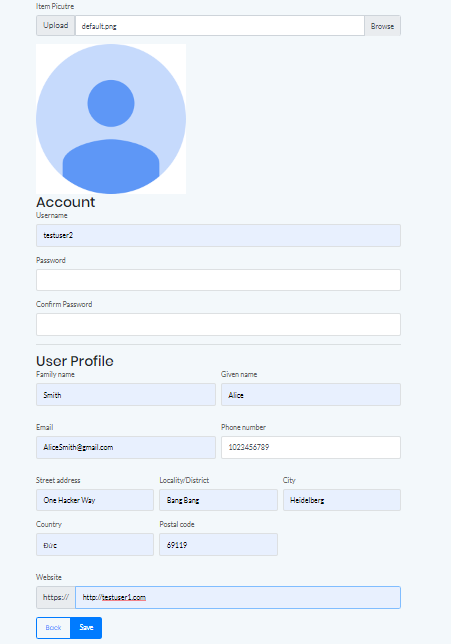 Item Picutre
Upload default.png Browse
Account
Username
testuser2
Password
Confirm Password
User Profile
Family name Given name
Smith Alice
Email Phone number
AliceSmith@gmail.com 1023456789
Street address Locality/District City
One Hacker Way Bang Bang Heidelberg
Country Postal code
Đức 69119
Website
https:// http://testuser1.com
Back Save